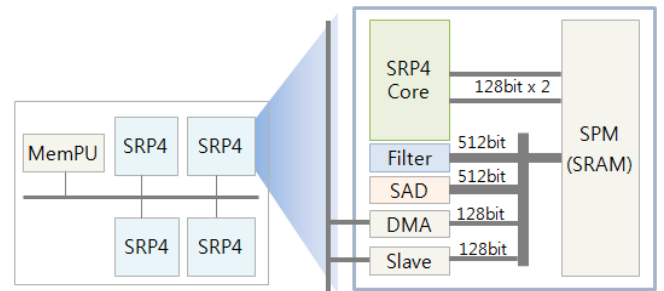 MemPU
SRP4
SRP4
SRP4
SRP4
SRP4
Core
128bit x 2
SPM
(SRAM)
Filter
512bit
SAD
512bit
DMA
128bit
Slave
128bit